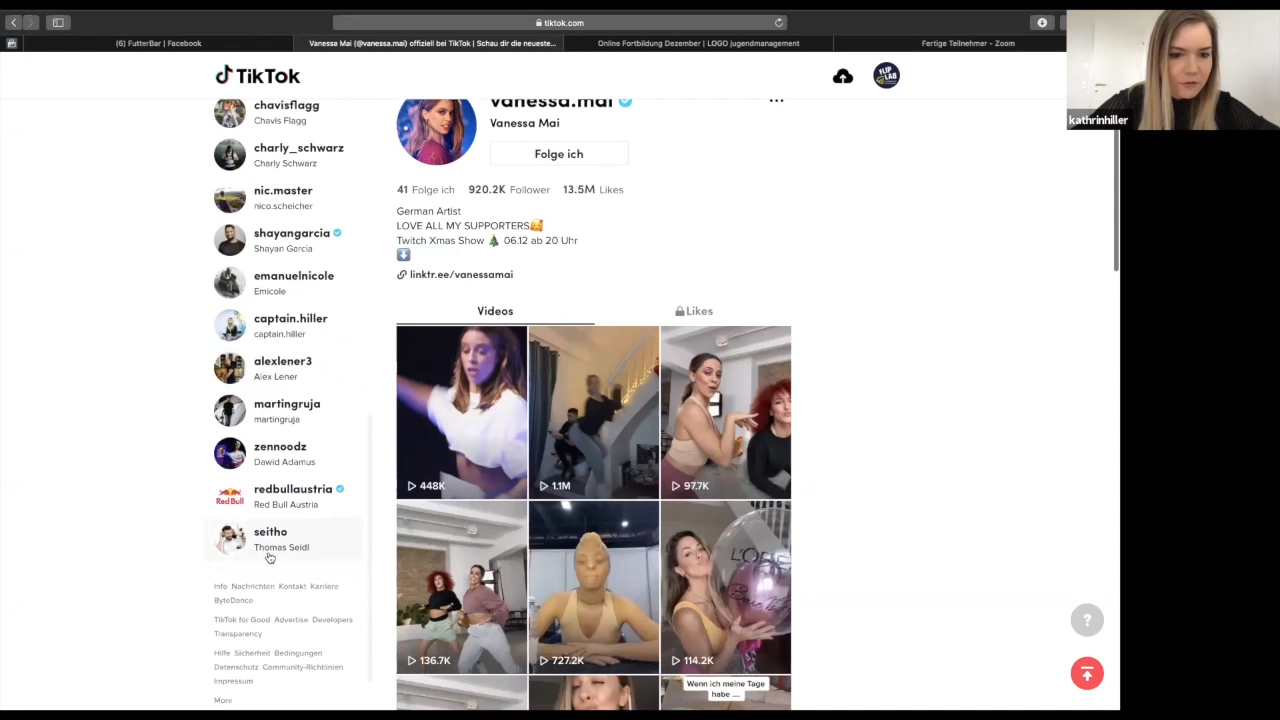 tiktok.com
(6) FutterBar | Facebook
Vanessa Mai (@vanessa.mai) offiziell bei TikTok | Schau dir die neueste...
Online Fortbildung Dezember | LOGO jugendmanagement
Fertige Teilnehmer - Zoom
TikTok
FLIP
LAB
kathrinhiller
chavisflagg
Chavis Flagg
charly_schwarz
Charly Schwarz
nic.master
nico.scheicher
shayangarcia
Shayan Garcia
emanuelnicole
Emicole
captain.hiller
captain.hiller
alexlener3
Alex Lener
martingruja
martingruja
zennoodz
Dawid Adamus
redbullaustria
Red Bull
Red Bull Austria
seitho
Thomas Seidl
Info Nachrichten Kontakt Karriere
ByteDance
TikTok for Good Advertise Developers
Transparency
Hilfe Sicherheit Bedingungen
Datenschutz Community-Richtlinien
Impressum
More
vanessa.mai
Vanessa Mai
Folge ich
41 Folge ich 920.2K Follower 13.5M Likes
German Artist
LOVE ALL MY SUPPORTERS🥰
Twitch Xmas Show 🎄 06.12 ab 20 Uhr
⬇️
linktr.ee/vanessamai
Videos
Likes
448K
1.1M
97.7K
136.7K
727.2K
L'ORÉ
114.2K
Wenn ich meine Tage
habe ....
?